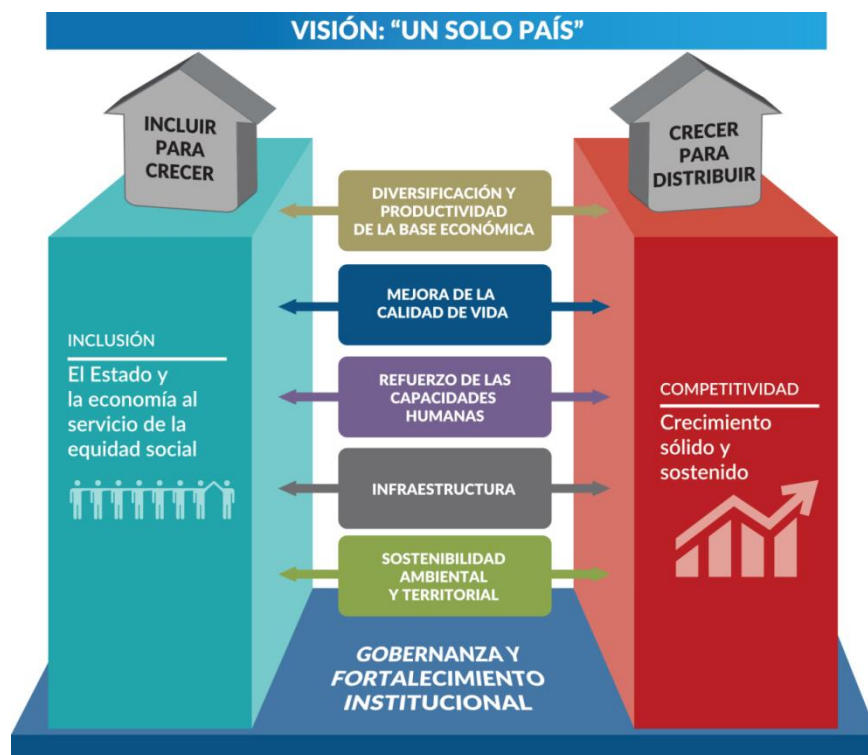 VISIÓN: “UN SOLO PAÍS”
INCLUIR
PARA
CRECER
CRECER
PARA
DISTRIBUIR
DIVERSIFICACIÓN Y
PRODUCTIVIDAD
DE LA BASE ECONÓMICA
MEJORA DE LA
CALIDAD DE VIDA
REFUERZO DE LAS
CAPACIDADES
HUMANAS
INFRAESTRUCTURA
SOSTENIBILIDAD
AMBIENTAL
Y TERRITORIAL
INCLUSIÓN
El Estado y
la economía al
servicio de la
equidad social
COMPETITIVIDAD
Crecimiento
sólido y
sostenido
GOBERNANZA Y
FORTALECIMIENTO
INSTITUCIONAL